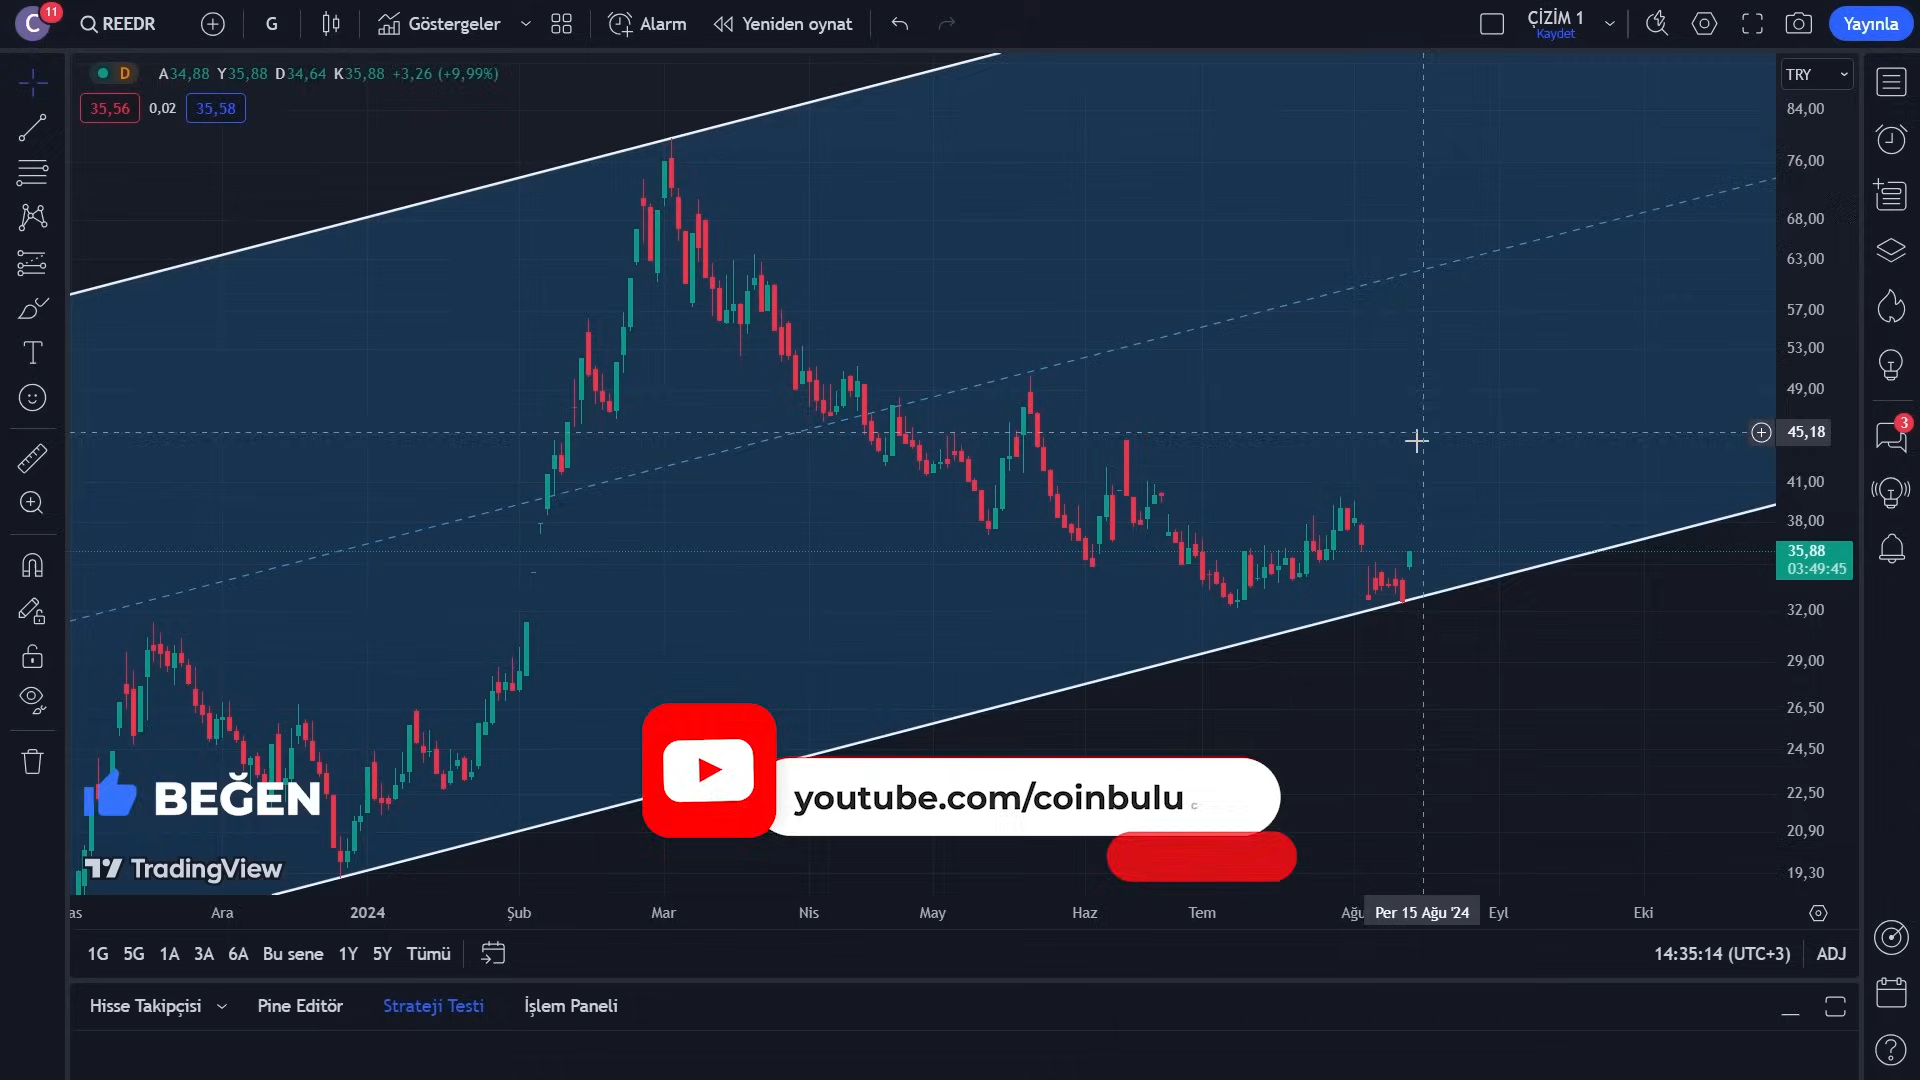 C 11 REEDR G Göstergeler Alarm Yeniden oynat ÇİZİM 1 Kaydet Yayınla
D A34,88 Y35,88 D34,64 K35,88 +3,26 (+9,99%)
TRY
35,56 0,02 35,58
84,00
76,00
68,00
63,00
57,00
53,00
49,00
45,18
3
41,00
38,00
35,88
03:49:45
32,00
29,00
26,50
24,50
22,50
20,90
19,30
BEĞEN
youtube.com/coinbulu
TradingView
as Ara 2024 Şub Mar Nis May Haz Tem Ağu Per 15 Ağu '24 Eyl Eki
1G 5G 1A 3A 6A Bu sene 1Y 5Y Tümü 14:35:14 (UTC+3) ADJ
Hisse Takipçisi Pine Editör Strateji Testi İşlem Paneli